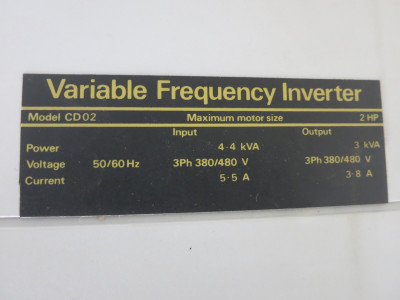 Variable Frequency Inverter
Model CD02 Maximum motor size 2 HP
Input Output
Power 4·4 kVA 3 kVA
Voltage 50/60 Hz 3Ph 380/480 V 3Ph 380/480 V
Current 5·5 A 3·8 A